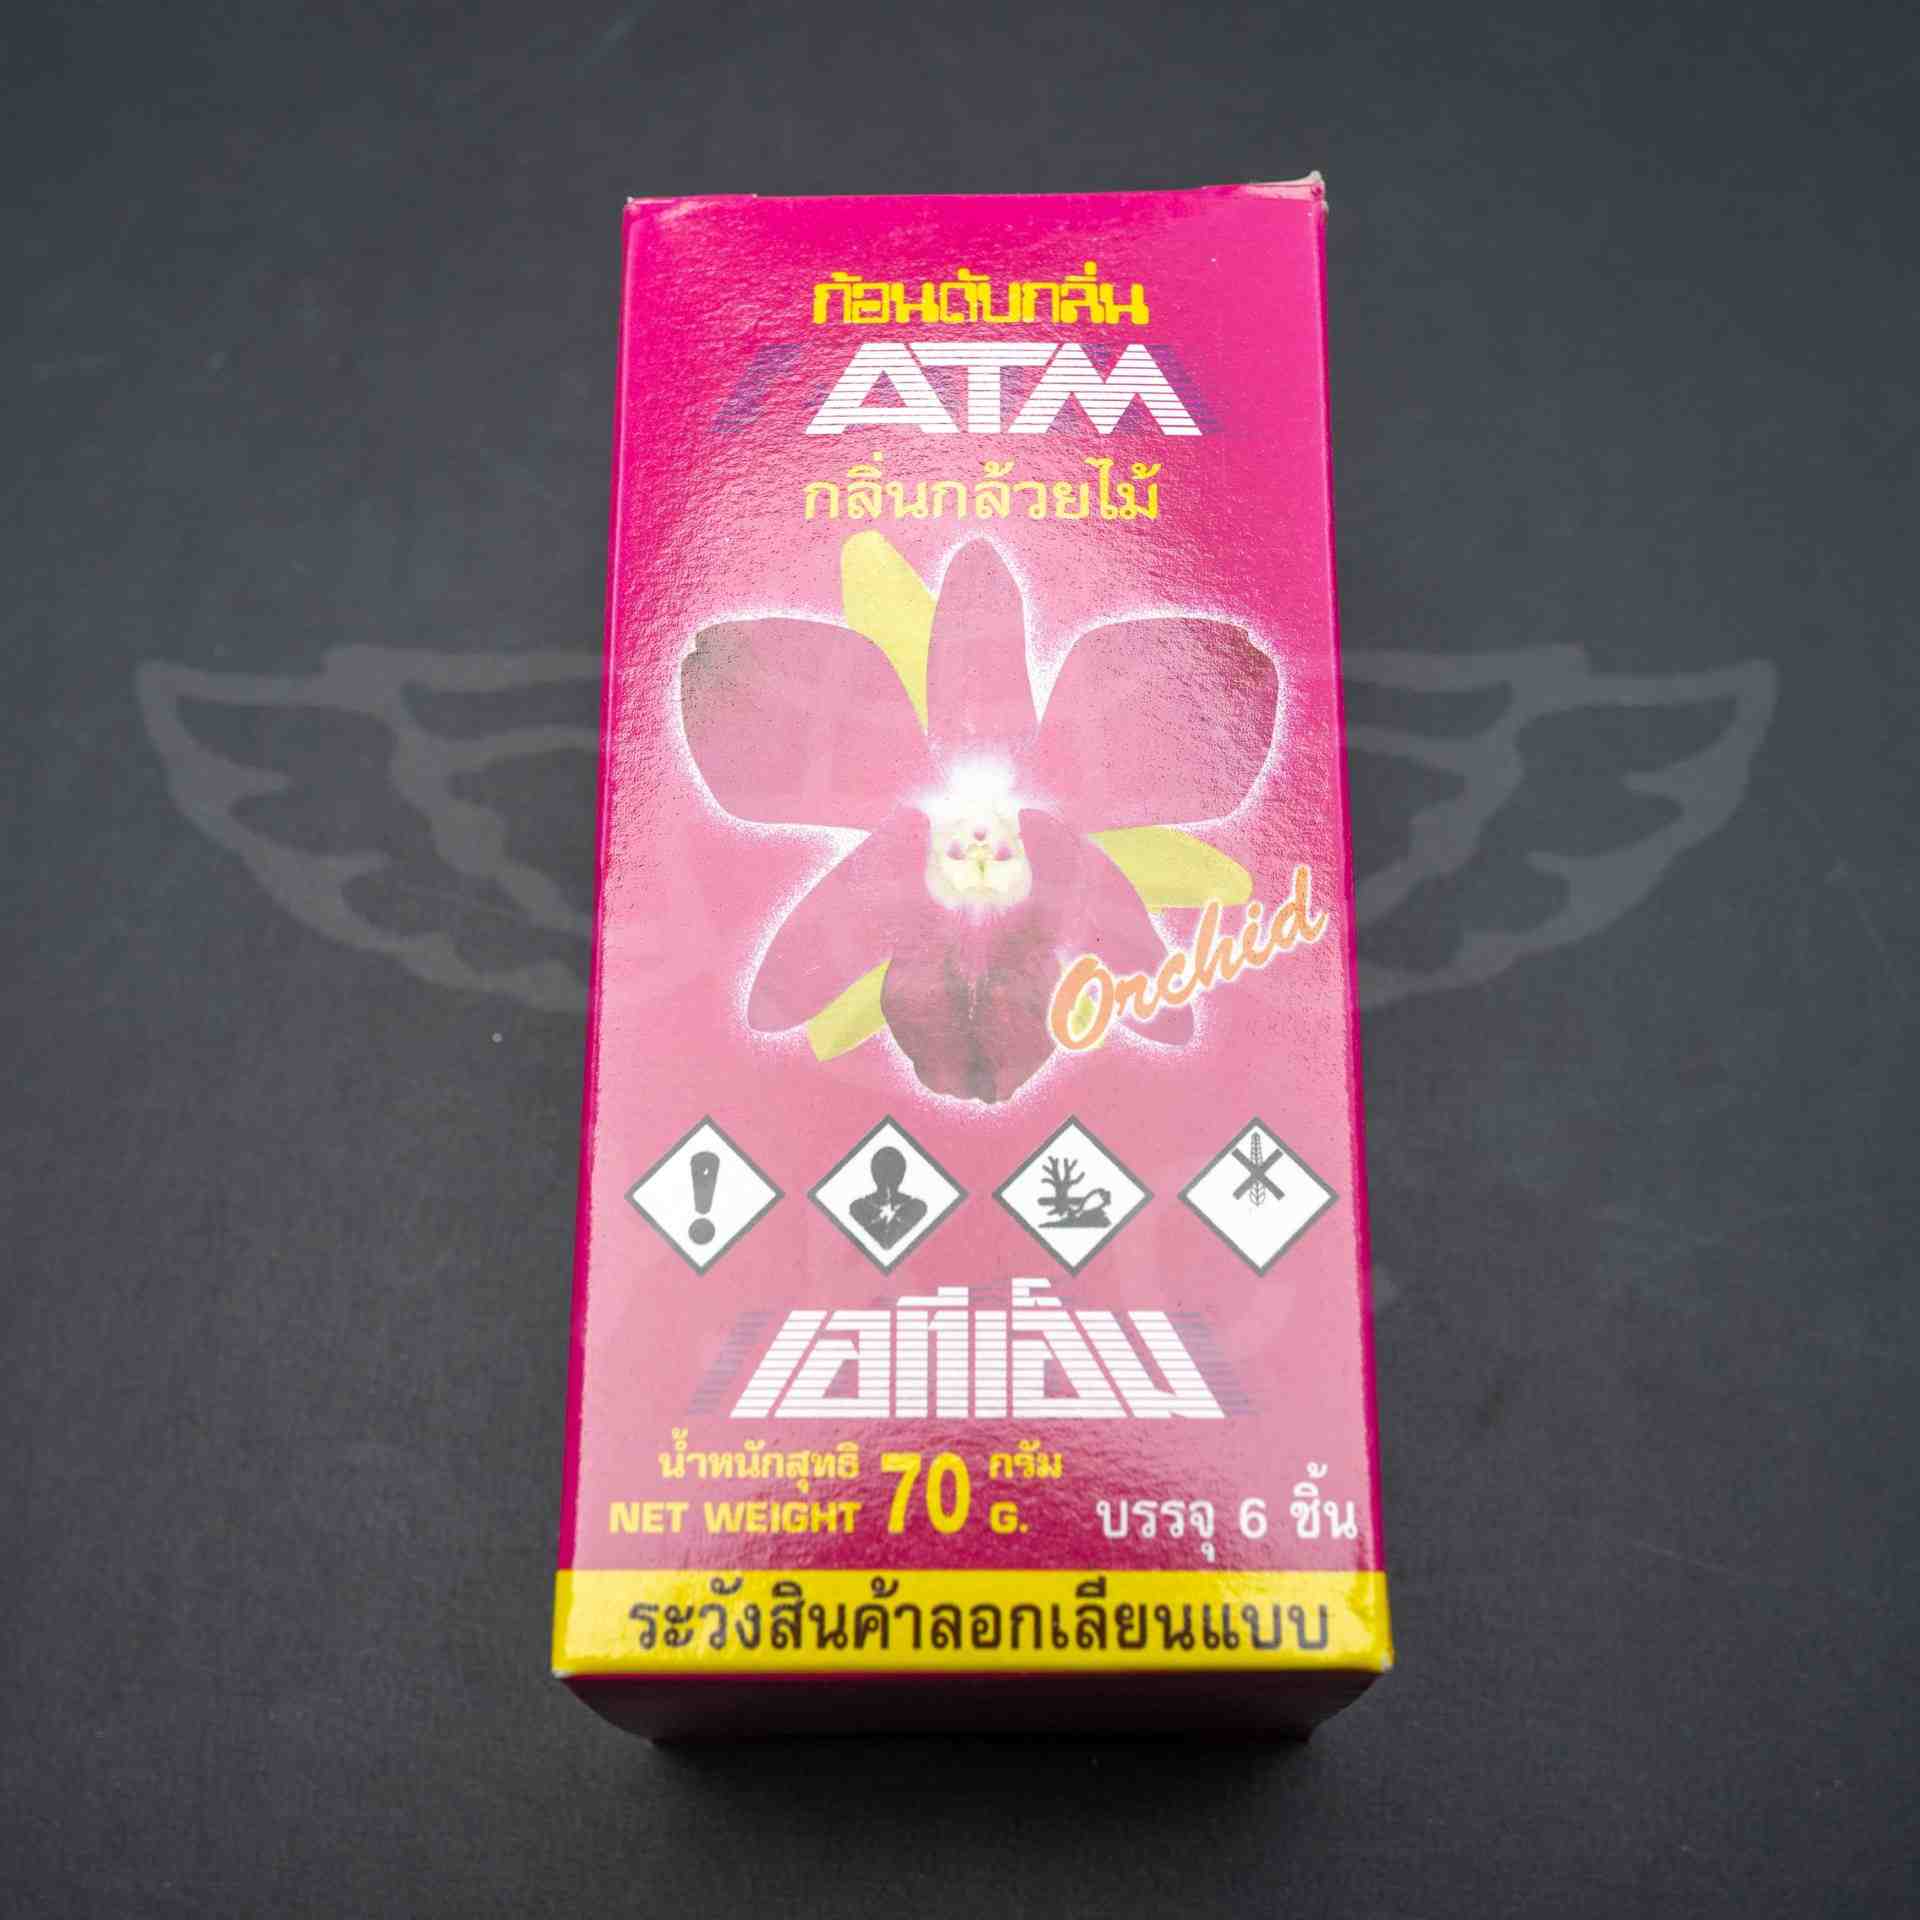 ก้อนดับกลิ่น
ATM
กลิ่นกล้วยไม้
Orchid
เอทีเอ็ม
น้ำหนักสุทธิ 70 กรัม
NET WEIGHT G.
บรรจุ 6 ชิ้น
ระวังสินค้าลอกเลียนแบบ